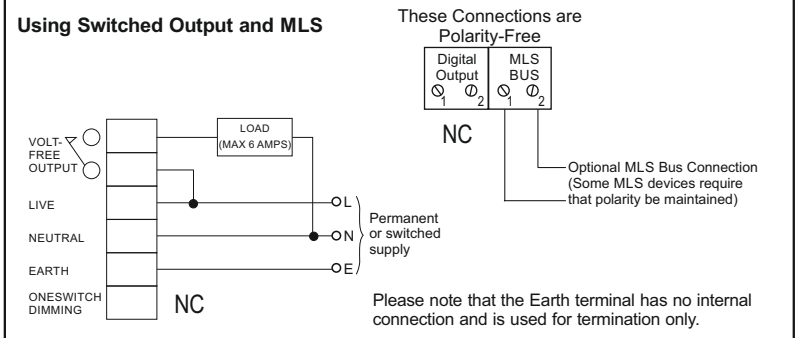 Using Switched Output and MLS
These Connections are
Polarity-Free
Digital
Output
1
2
MLS
BUS
1
2
NC
Optional MLS Bus Connection
(Some MLS devices require
that polarity be maintained)
VOLT-
FREE
OUTPUT
LOAD
(MAX 6 AMPS)
LIVE
NEUTRAL
EARTH
ONESWITCH
DIMMING
NC
L
N
E
Permanent
or switched
supply
Please note that the Earth terminal has no internal
connection and is used for termination only.